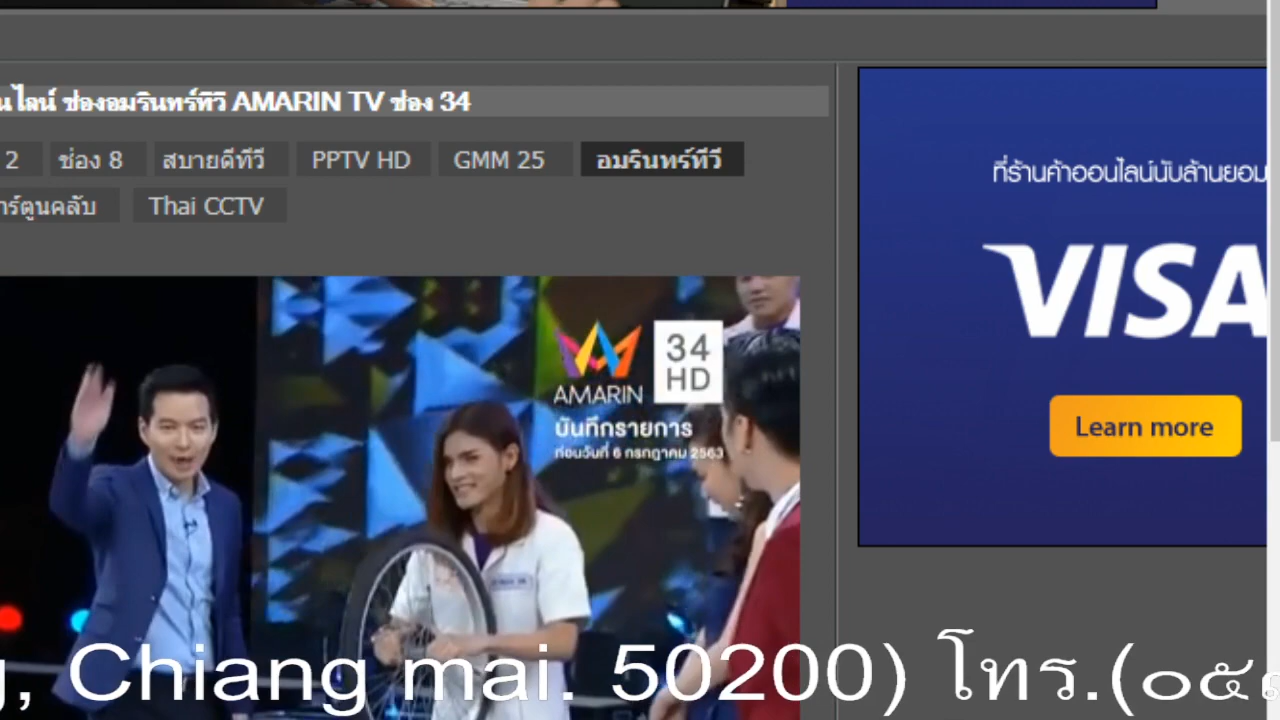 นไลน์ ช่องอมรินทร์ทีวี AMARIN TV ช่อง 34
2 ช่อง 8 สบายดีทีวี PPTV HD GMM 25 อมรินทร์ทีวี
าร์ตูนคลับ Thai CCTV
ที่ร้านค้าออนไลน์นับล้านยอม
VISA
Learn more
34
HD
AMARIN
บันทึกรายการ
ก่อนวันที่ 6 กรกฎาคม 2563
g, Chiang mai. 50200) โทร.(๐๕